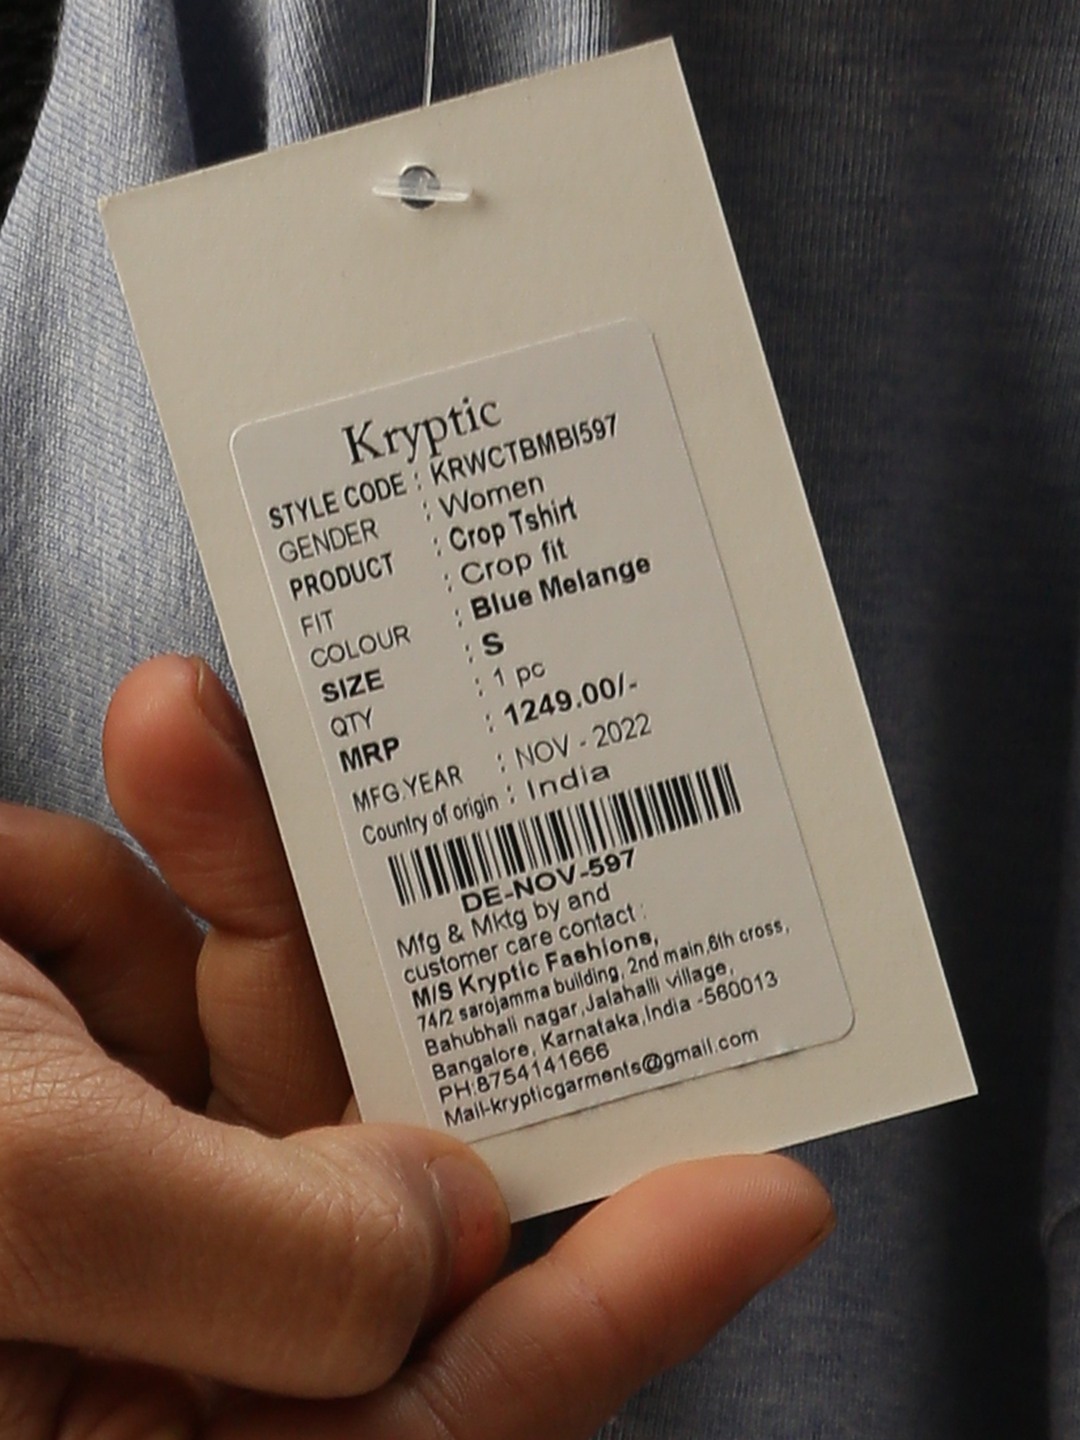 Kryptic
STYLE CODE : KRWCTBMBI597
GENDER : Women
PRODUCT : Crop Tshirt
FIT : Crop fit
COLOUR : Blue Melange
SIZE : S
QTY : 1 pc
MRP : 1249.00/-
MFG.YEAR : NOV - 2022
Country of origin : India
DE-NOV-597
Mfg & Mktg by and
customer care contact :
M/S Kryptic Fashions,
74/2 sarojamma building, 2nd main,6th cross,
Bahubhali nagar,Jalahalli village,
Bangalore, Karnataka,India -560013
PH:8754141666
Mail-krypticgarments@gmail.com